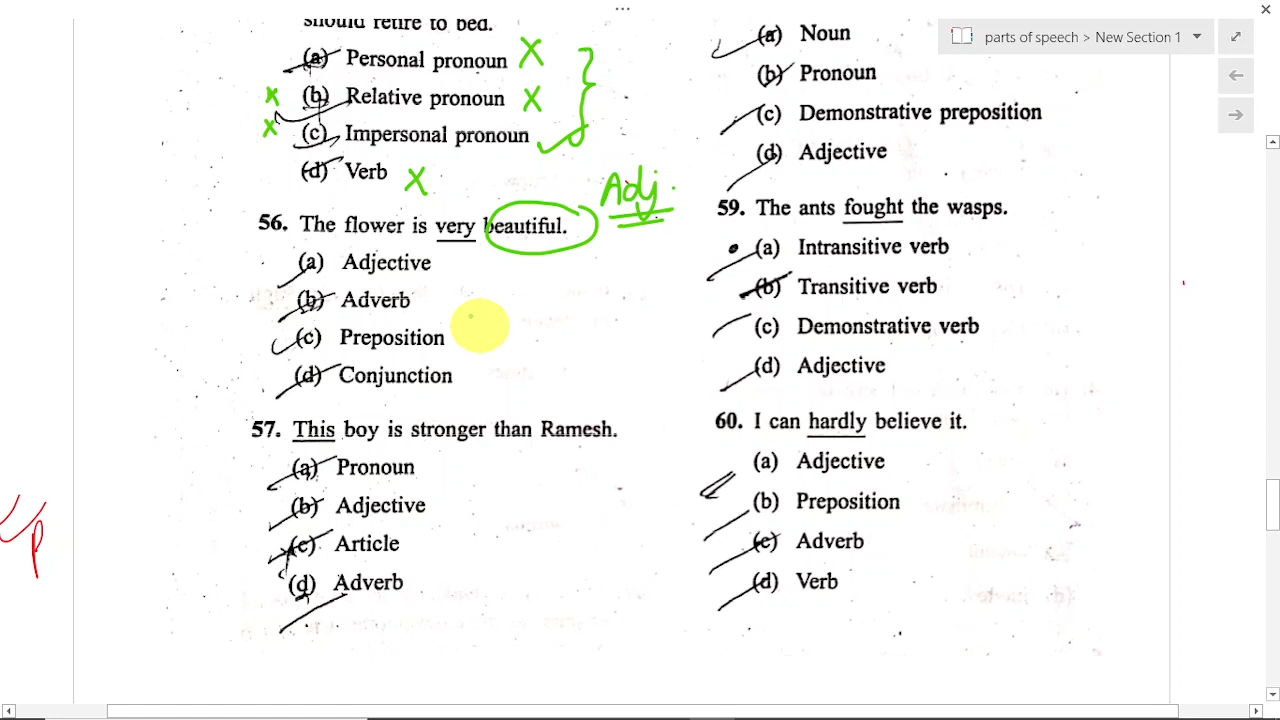 should retire to bed.
(a) Personal pronoun X
X (b) Relative pronoun X
X (c) Impersonal pronoun
(d) Verb X
Adj.
56. The flower is very beautiful.
(a) Adjective
(b) Adverb
(c) Preposition
(d) Conjunction
57. This boy is stronger than Ramesh.
(a) Pronoun
(b) Adjective
(c) Article
(d) Adverb
p
parts of speech > New Section 1
(a) Noun
(b) Pronoun
(c) Demonstrative preposition
(d) Adjective
59. The ants fought the wasps.
(a) Intransitive verb
(b) Transitive verb
(c) Demonstrative verb
(d) Adjective
60. I can hardly believe it.
(a) Adjective
(b) Preposition
(c) Adverb
(d) Verb